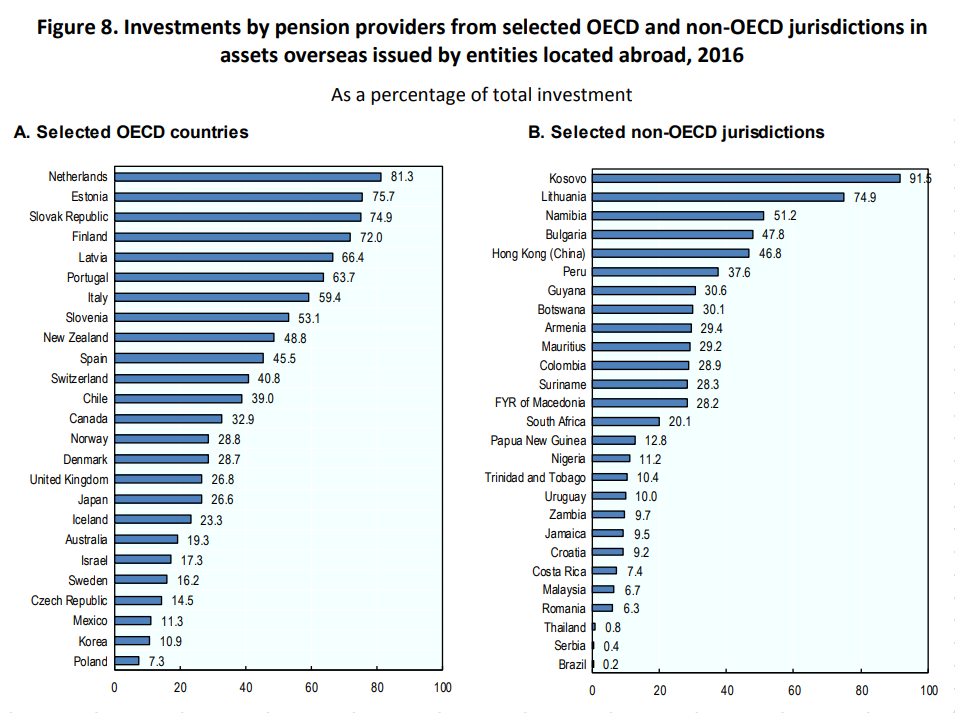 Figure 8. Investments by pension providers from selected OECD and non-OECD jurisdictions in
assets overseas issued by entities located abroad, 2016
As a percentage of total investment
A. Selected OECD countries
Netherlands 81.3
Estonia 75.7
Slovak Republic 74.9
Finland 72.0
Latvia 66.4
Portugal 63.7
Italy 59.4
Slovenia 53.1
New Zealand 48.8
Spain 45.5
Switzerland 40.8
Chile 39.0
Canada 32.9
Norway 28.8
Denmark 28.7
United Kingdom 26.8
Japan 26.6
Iceland 23.3
Australia 19.3
Israel 17.3
Sweden 16.2
Czech Republic 14.5
Mexico 11.3
Korea 10.9
Poland 7.3
0 20 40 60 80 100
B. Selected non-OECD jurisdictions
Kosovo 91.5
Lithuania 74.9
Namibia 51.2
Bulgaria 47.8
Hong Kong (China) 46.8
Peru 37.6
Guyana 30.6
Botswana 30.1
Armenia 29.4
Mauritius 29.2
Colombia 28.9
Suriname 28.3
FYR of Macedonia 28.2
South Africa 20.1
Papua New Guinea 12.8
Nigeria 11.2
Trinidad and Tobago 10.4
Uruguay 10.0
Zambia 9.7
Jamaica 9.5
Croatia 9.2
Costa Rica 7.4
Malaysia 6.7
Romania 6.3
Thailand 0.8
Serbia 0.4
Brazil 0.2
0 20 40 60 80 100